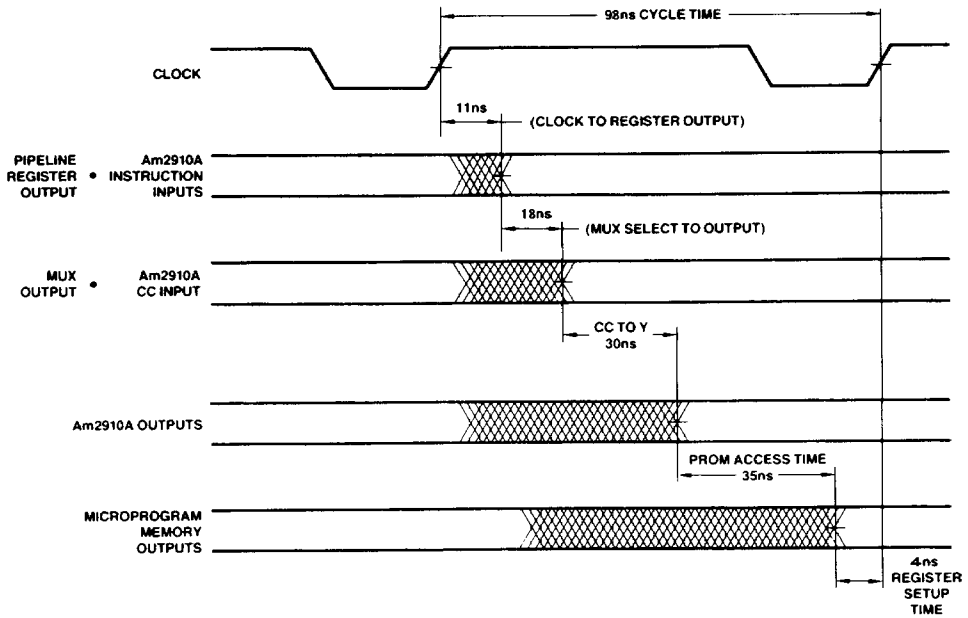 98ns CYCLE TIME
CLOCK
11ns
(CLOCK TO REGISTER OUTPUT)
PIPELINE
REGISTER
OUTPUT
•
Am2910A
INSTRUCTION
INPUTS
18ns
(MUX SELECT TO OUTPUT)
MUX
OUTPUT
•
Am2910A
CC INPUT
CC TO Y
30ns
Am2910A OUTPUTS
PROM ACCESS TIME
35ns
MICROPROGRAM
MEMORY
OUTPUTS
4ns
REGISTER
SETUP
TIME